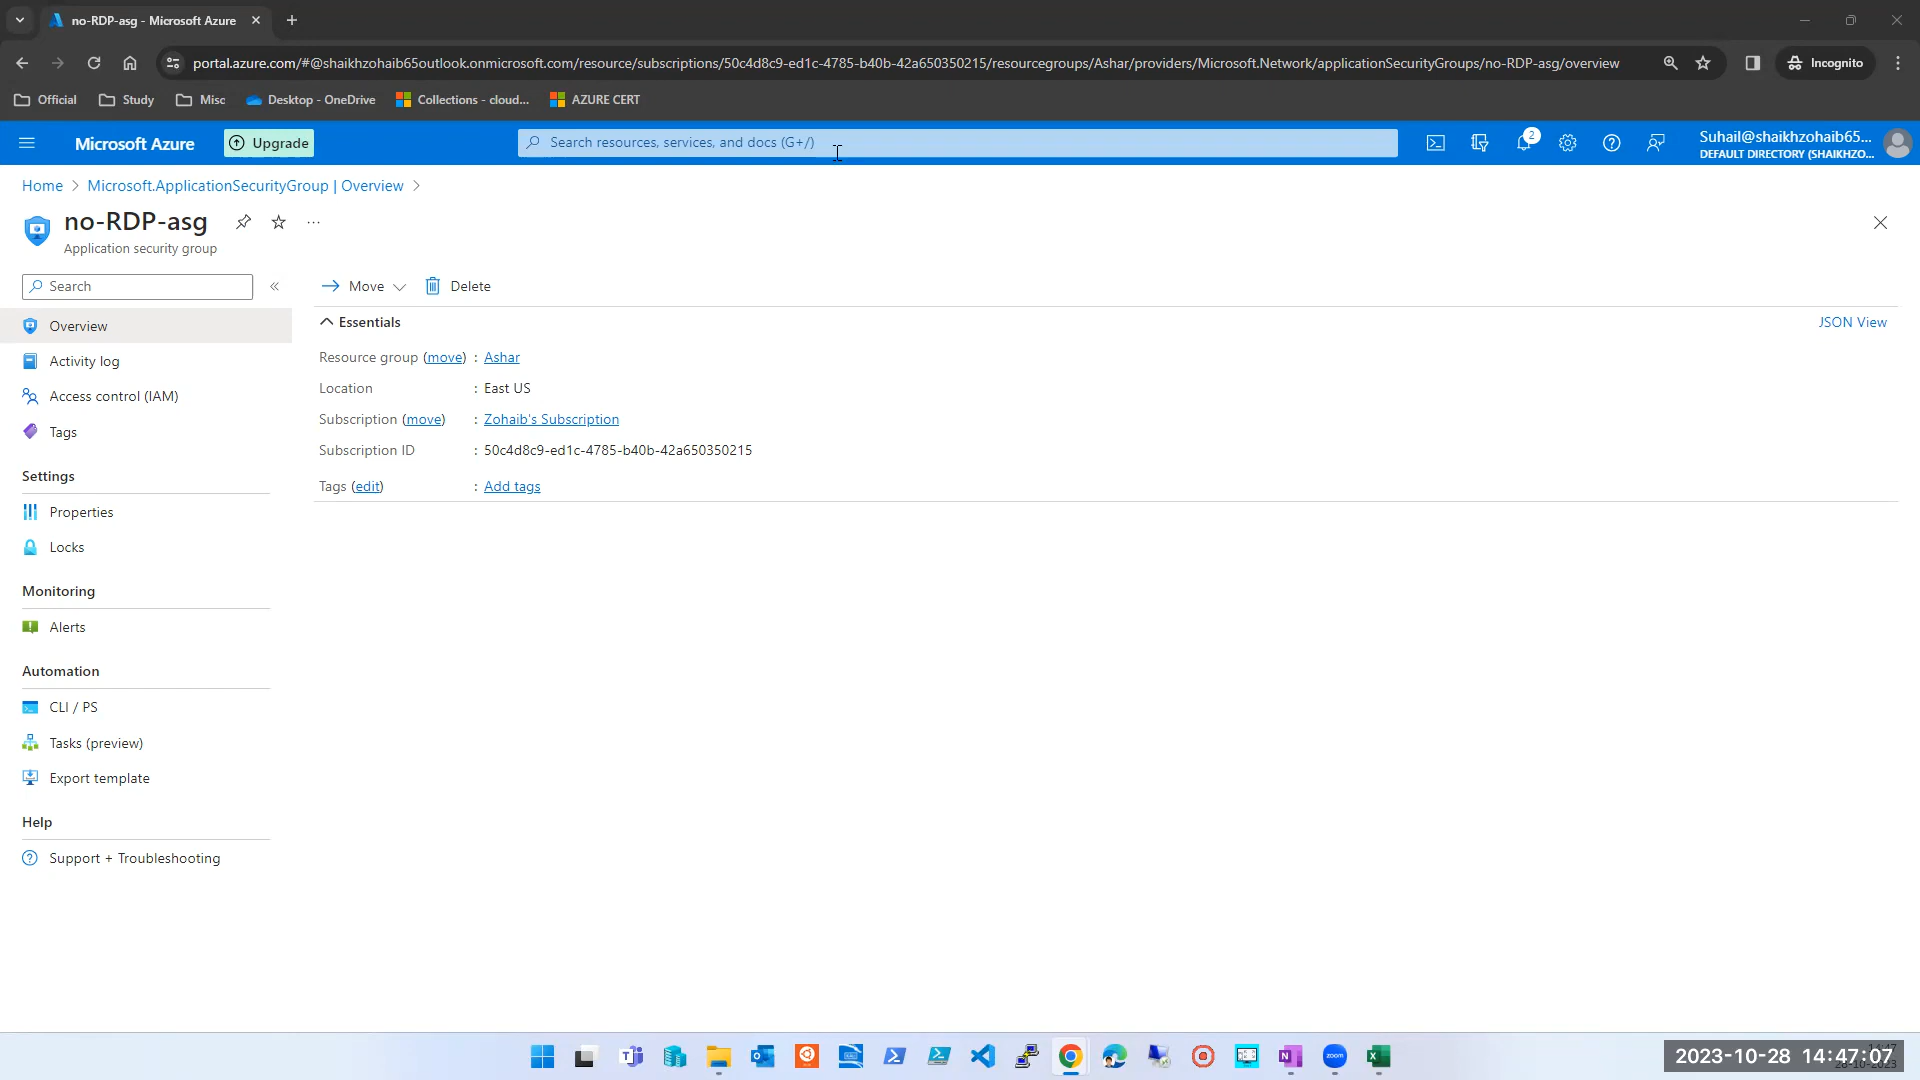 no-RDP-asg - Microsoft Azure
portal.azure.com/#@shaikhzohaib65outlook.onmicrosoft.com/resource/subscriptions/50c4d8c9-ed1c-4785-b40b-42a650350215/resourcegroups/Ashar/providers/Microsoft.Network/applicationSecurityGroups/no-RDP-asg/overview
Incognito
Official
Study
Misc
Desktop - OneDrive
Collections - cloud...
AZURE CERT
Microsoft Azure
Upgrade
Search resources, services, and docs (G+/)
2
Suhail@shaikhzohaib65...
DEFAULT DIRECTORY (SHAIKHZO...
Home > Microsoft.ApplicationSecurityGroup | Overview >
no-RDP-asg
Application security group
Search
Move
Delete
Overview
Activity log
Access control (IAM)
Tags
Settings
Properties
Locks
Monitoring
Alerts
Automation
CLI / PS
Tasks (preview)
Export template
Help
Support + Troubleshooting
Essentials
JSON View
Resource group (move) : Ashar
Location : East US
Subscription (move) : Zohaib's Subscription
Subscription ID : 50c4d8c9-ed1c-4785-b40b-42a650350215
Tags (edit) : Add tags
zoom
2023-10-28 14:47:07